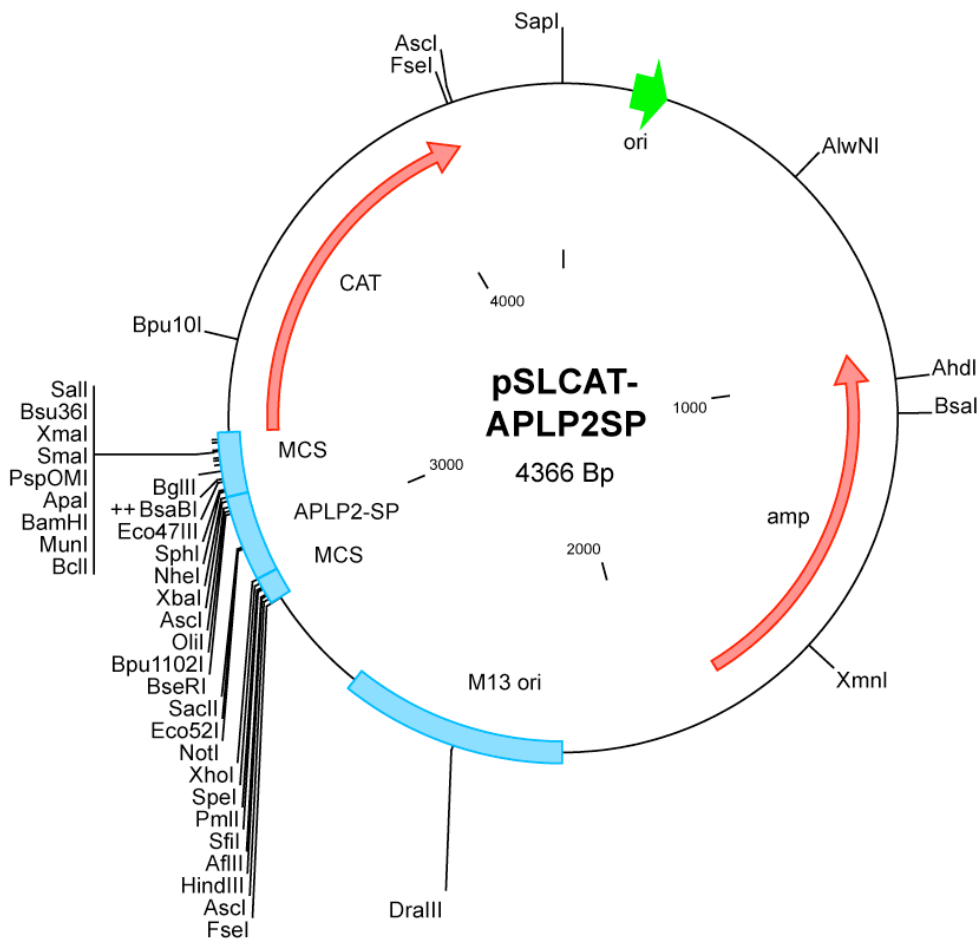 SapI
AscI
FseI
ori
AlwNI
CAT
4000
Bpu10I
pSLCAT-
APLP2SP
4366 Bp
1000
AhdI
BsaI
SalI
Bsu36I
XmaI
SmaI
PspOMI
ApaI
BamHI
MunI
BclI
MCS
3000
BglII
++ BsaBI
Eco47III
SphI
NheI
XbaI
AscI
OliI
Bpu1102I
BseRI
SacII
Eco52I
NotI
XhoI
SpeI
PmlI
SfiI
AflII
HindIII
AscI
FseI
APLP2-SP
MCS
amp
2000
XmnI
M13 ori
DraIII